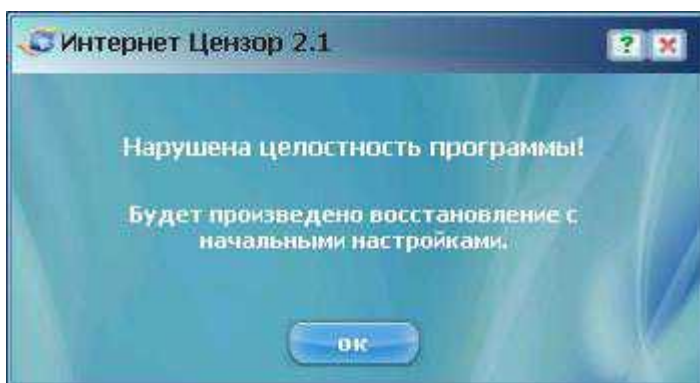 Интернет Цензор 2.1
Нарушена целостность программы!
Будет произведено восстановление с
начальными настройками.
ок